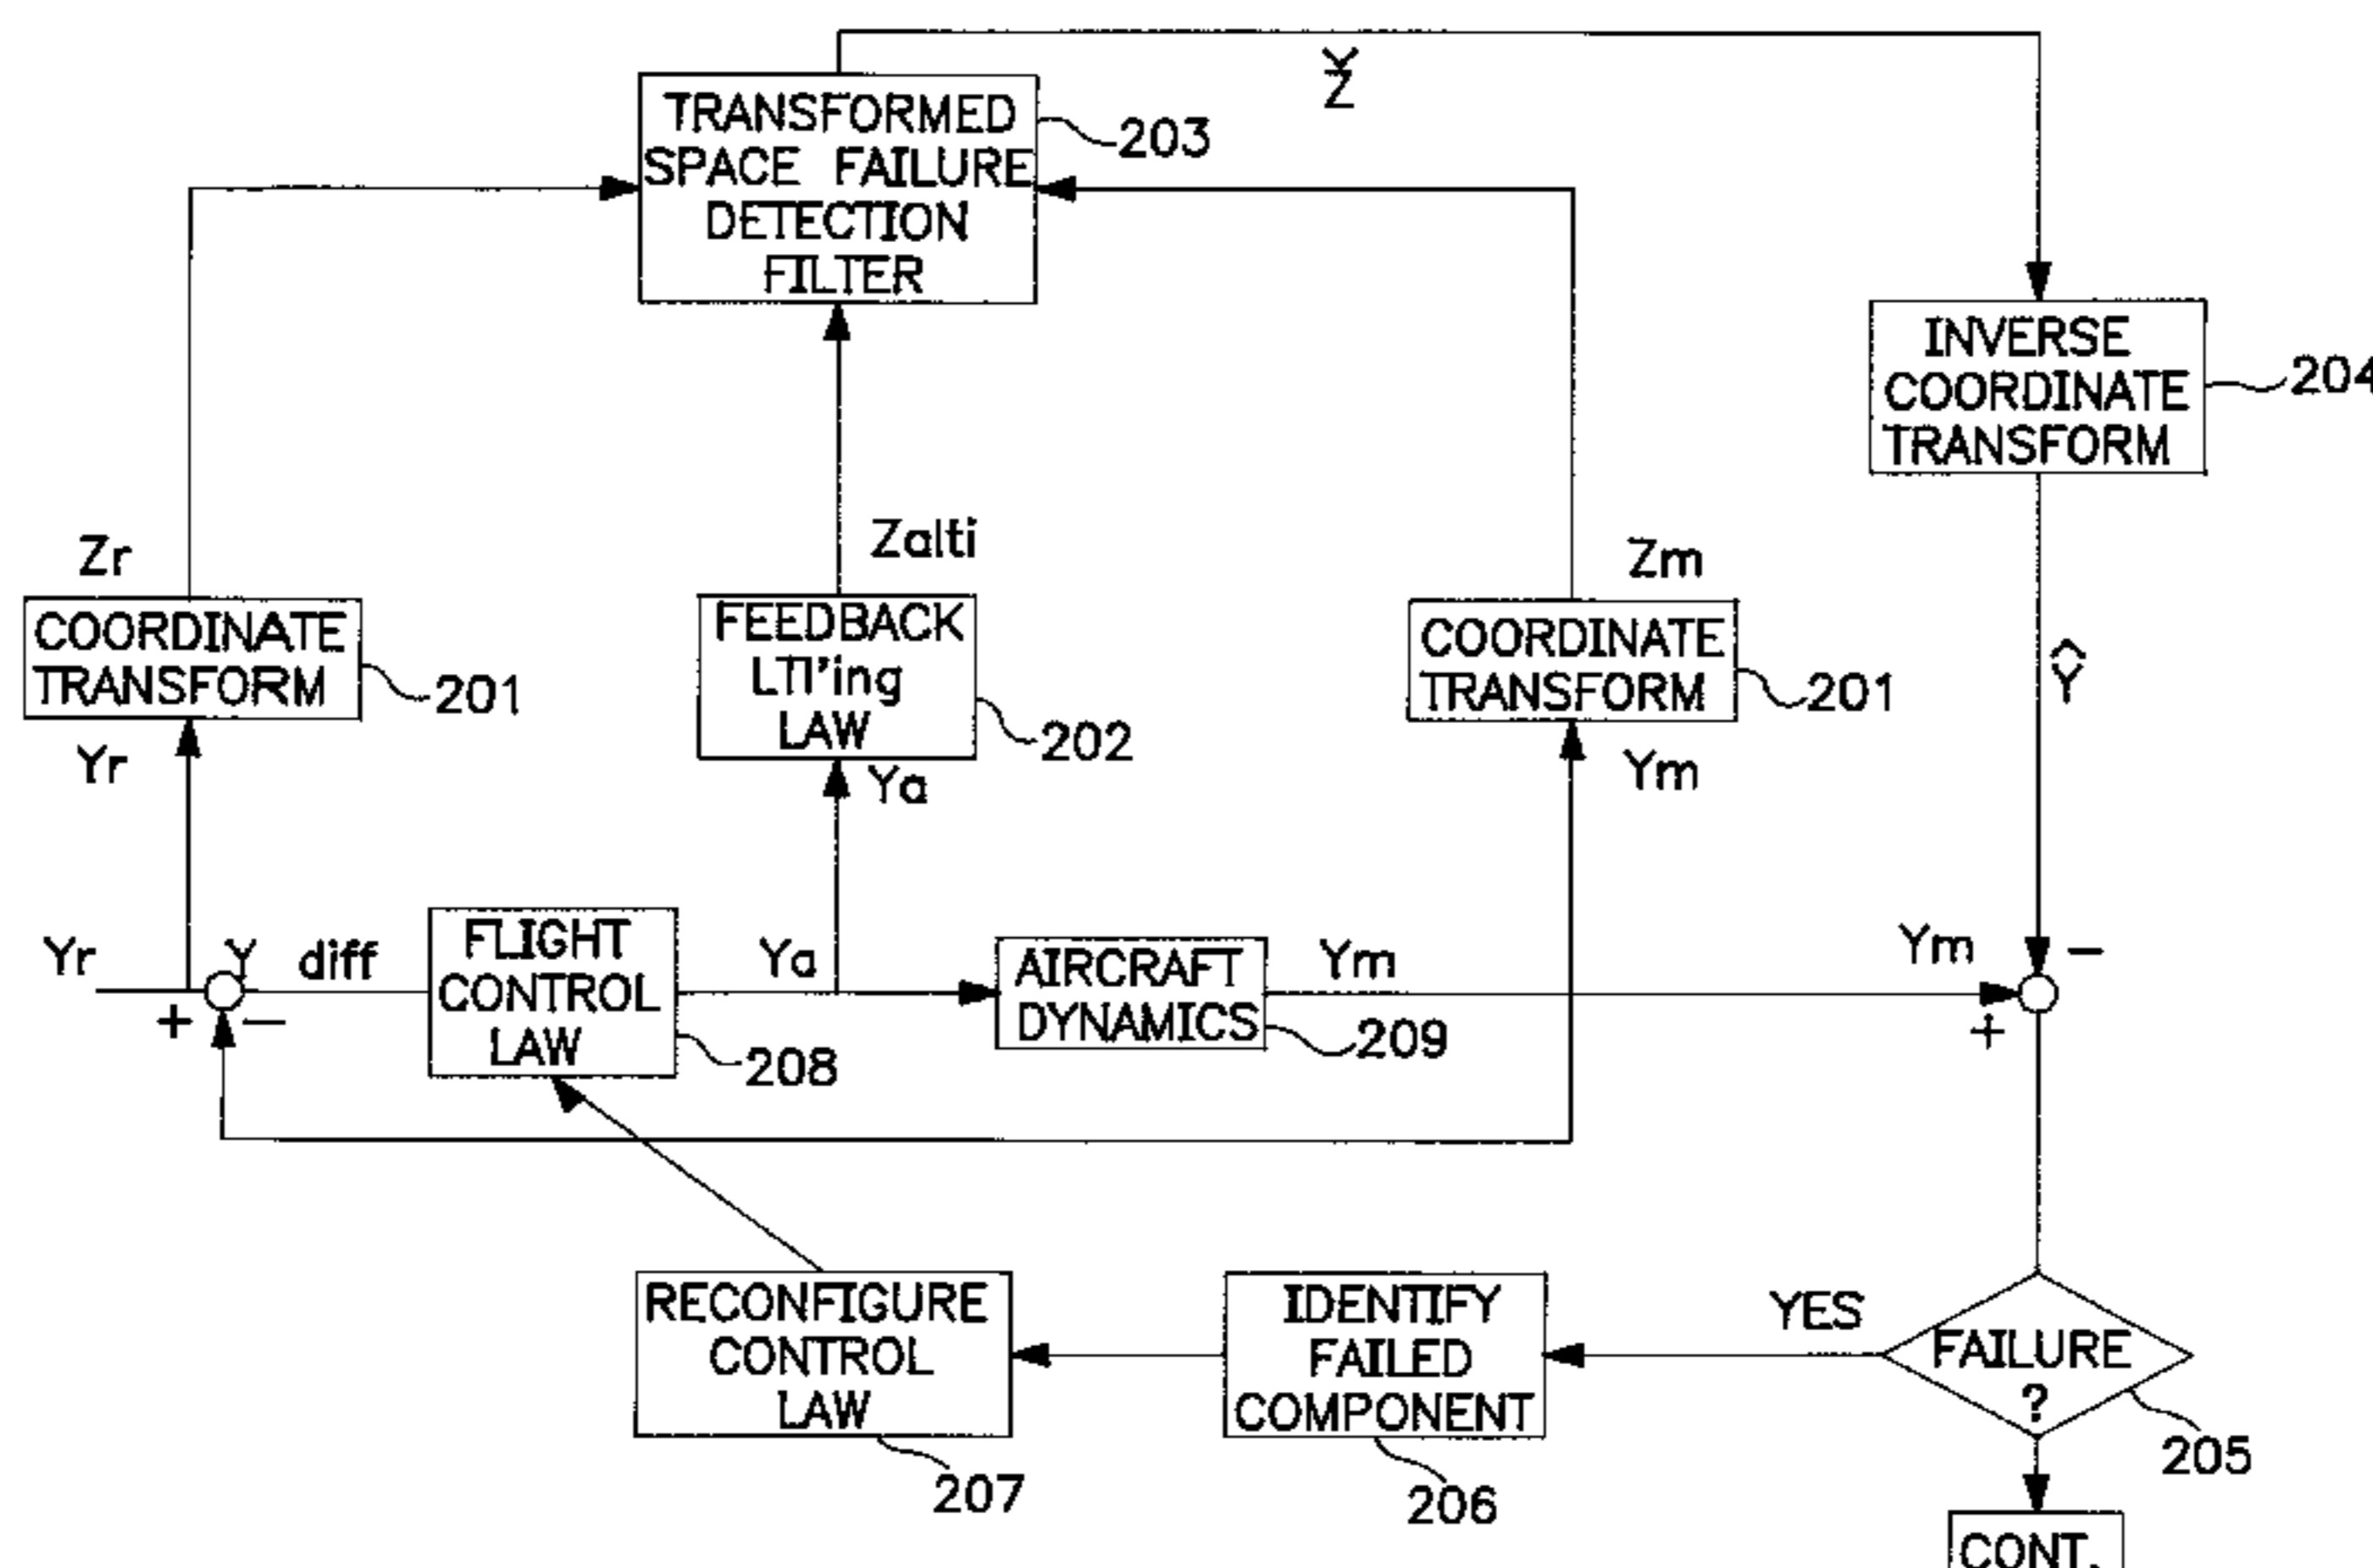 TRANSFORMED
SPACE FAILURE
DETECTION
FILTER
203
Z
INVERSE
COORDINATE
TRANSFORM
204
Zr
COORDINATE
TRANSFORM
201
Yr
Zalti
FEEDBACK
LTI'ing
LAW
202
Ya
Zm
COORDINATE
TRANSFORM
201
Ym
Ŷ
Yr
+
−
Y diff
FLIGHT
CONTROL
LAW
208
Ya
AIRCRAFT
DYNAMICS
209
Ym
Ym
−
+
RECONFIGURE
CONTROL
LAW
207
IDENTIFY
FAILED
COMPONENT
206
YES
FAILURE
?
205
CONT.